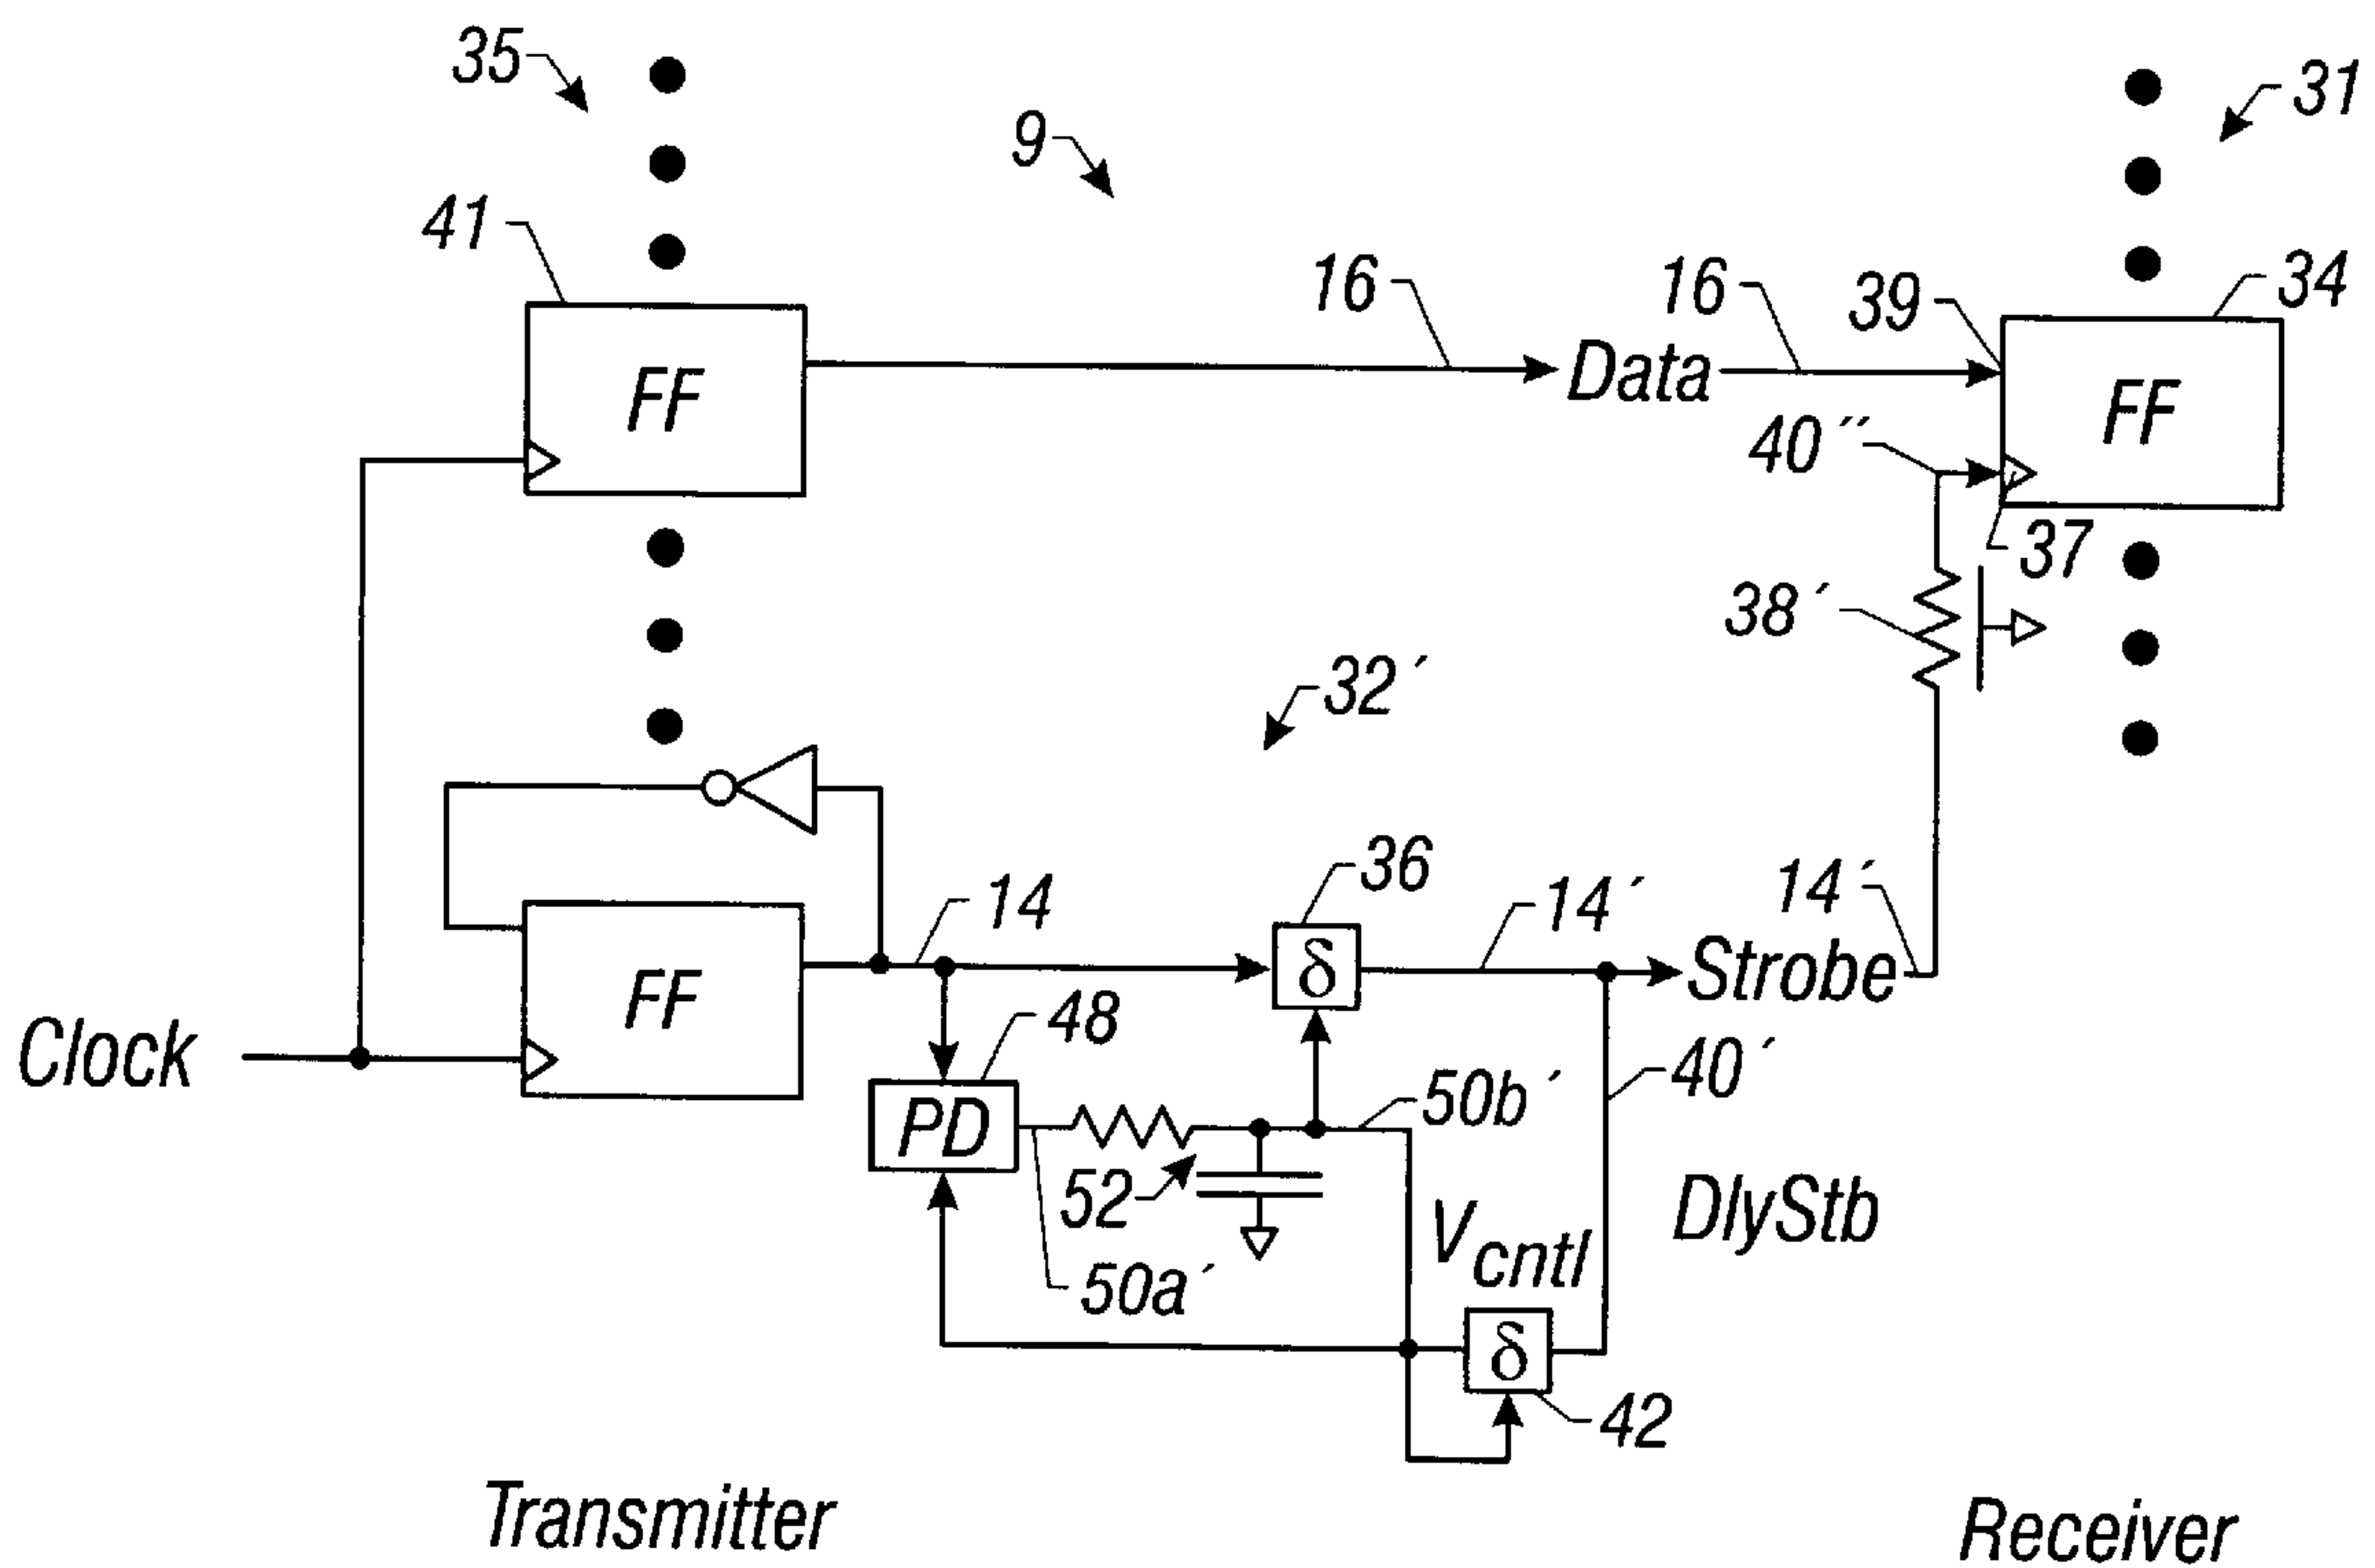 35
9
31
41
16
16
39
34
FF
Data
FF
40˝
37
38´
32´
36
14
14´
14´
δ
Strobe
FF
48
Clock
40´
PD
50b´
52
DlyStb
Vcntl
50a´
δ
42
Transmitter
Receiver